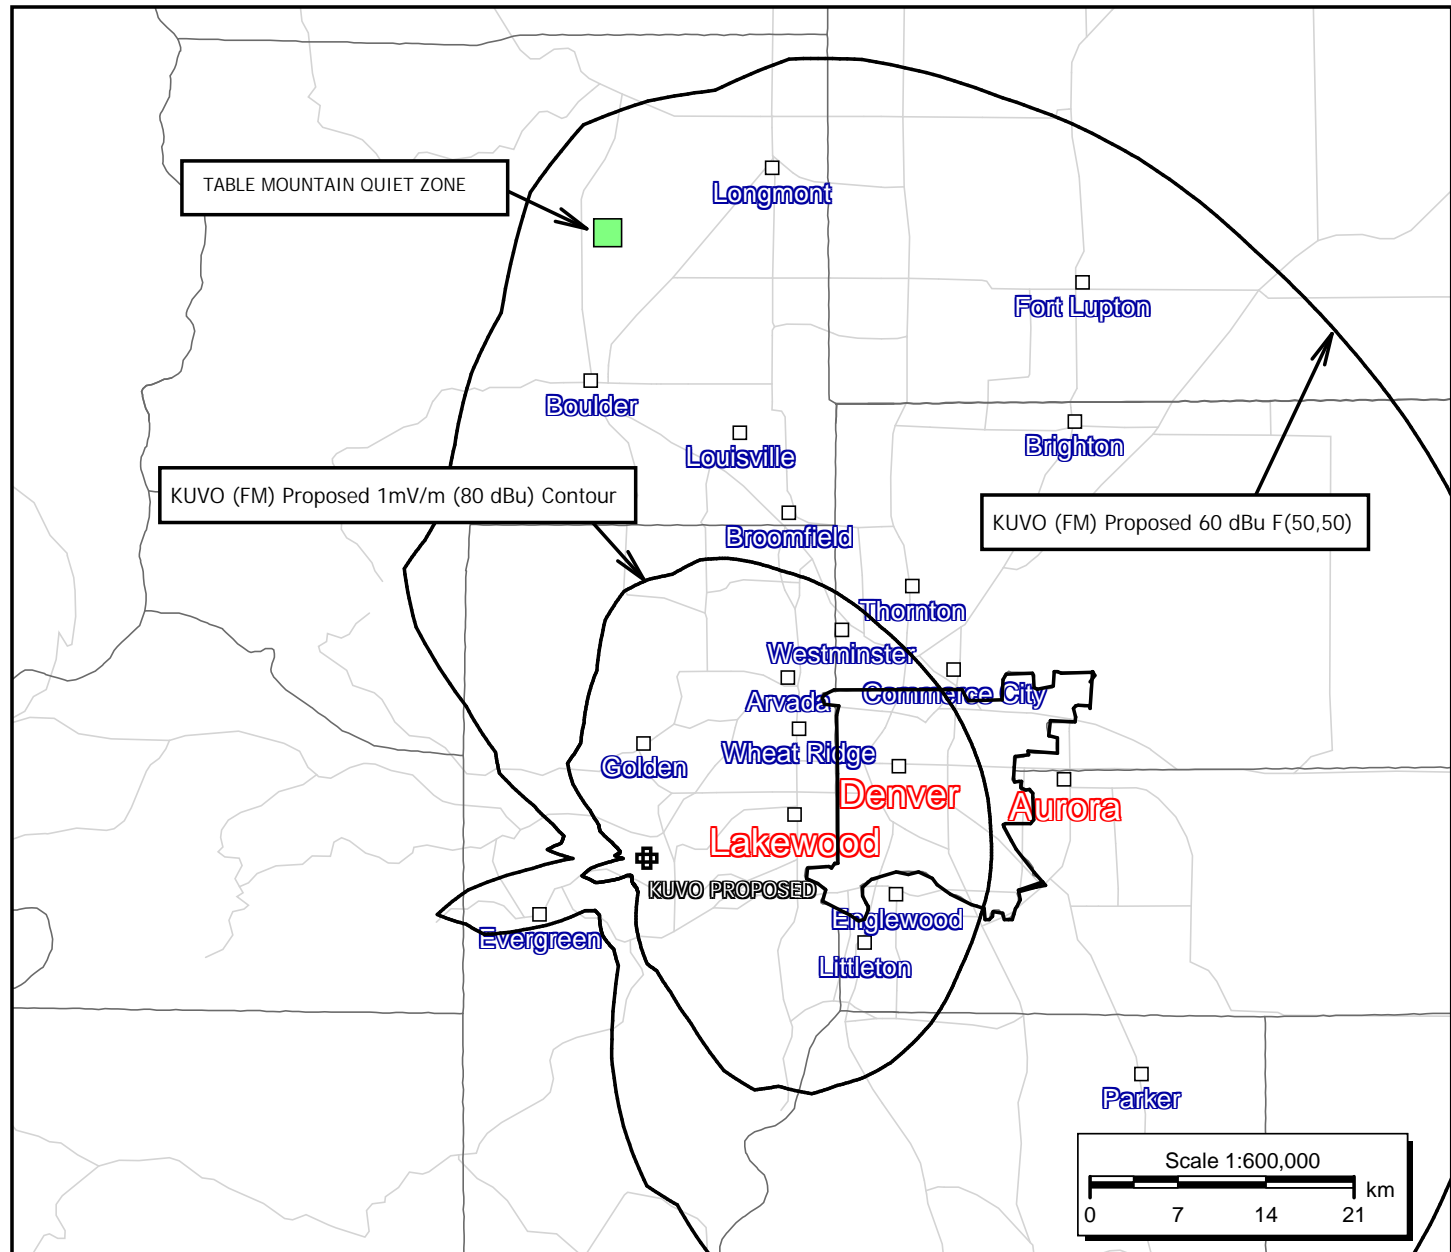 TABLE MOUNTAIN QUIET ZONE
Longmont
Fort Lupton
Boulder
Louisville
Brighton
KUVO (FM) Proposed 1mV/m (80 dBu) Contour
KUVO (FM) Proposed 60 dBu F(50,50)
Broomfield
Thornton
Westminster
Arvada
Commerce City
Wheat Ridge
Golden
Denver
Aurora
Lakewood
KUVO PROPOSED
Englewood
Evergreen
Littleton
Parker
Scale 1:600,000
km
0 7 14 21